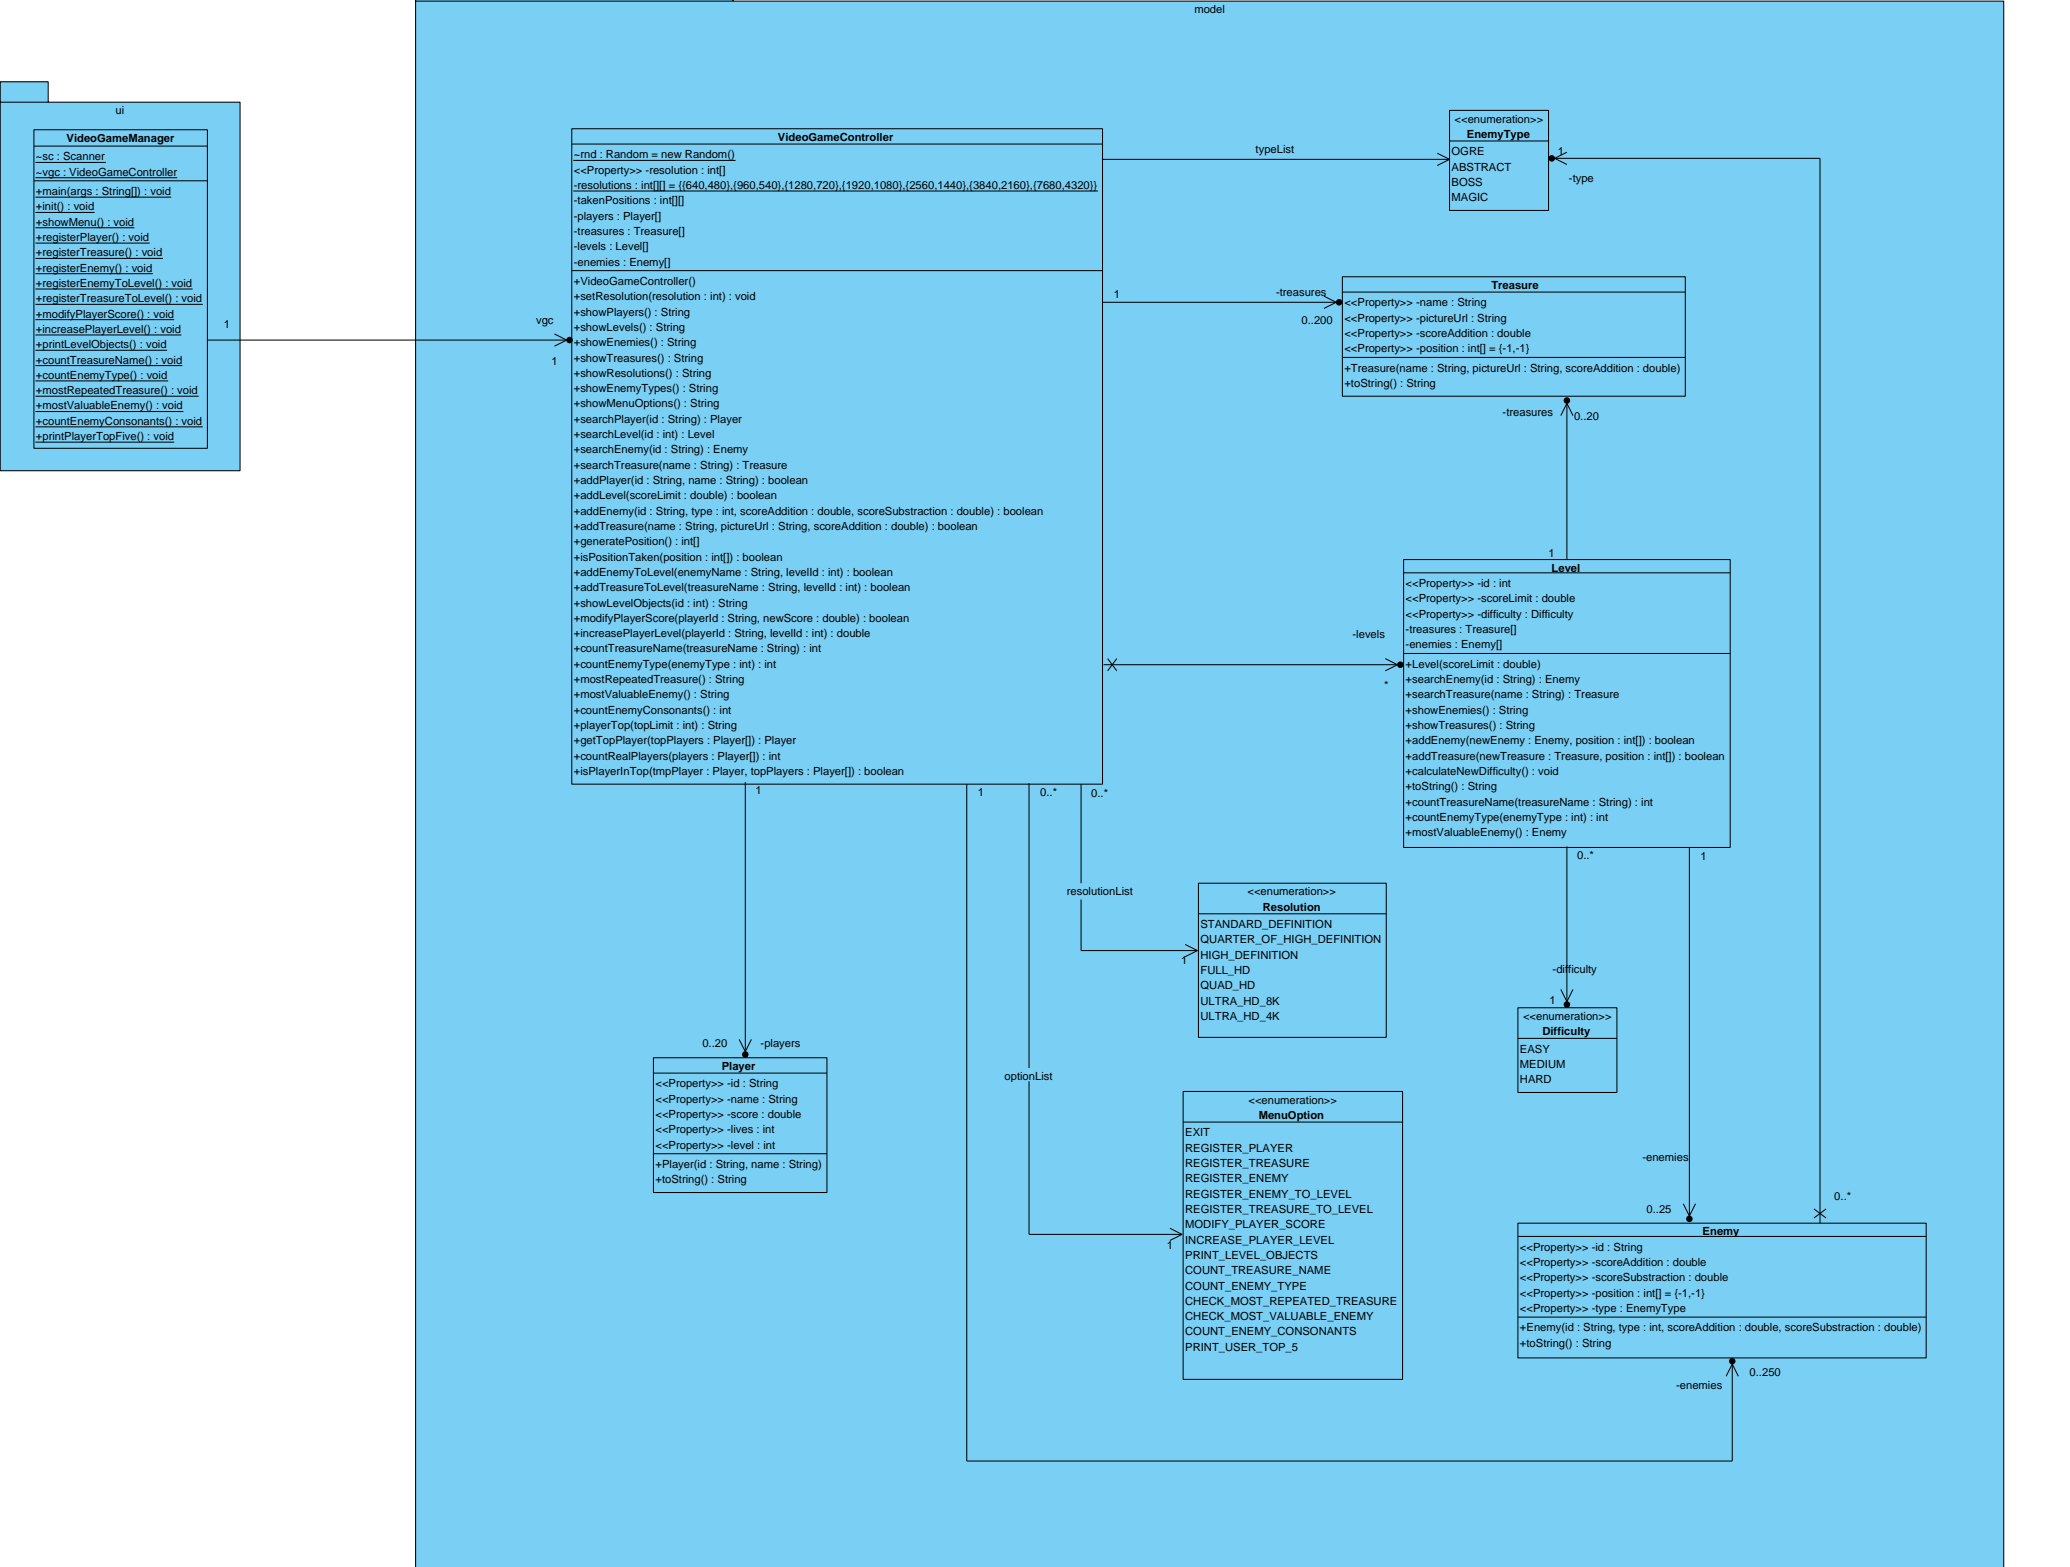 model
ui
VideoGameManager
~sc : Scanner
~vgc : VideoGameController
+main(args : String[]) : void
+init() : void
+showMenu() : void
+registerPlayer() : void
+registerTreasure() : void
+registerEnemy() : void
+registerEnemyToLevel() : void
+registerTreasureToLevel() : void
+modifyPlayerScore() : void
+increasePlayerLevel() : void
+printLevelObjects() : void
+countTreasureName() : void
+countEnemyType() : void
+mostRepeatedTreasure() : void
+mostValuableEnemy() : void
+countEnemyConsonants() : void
+printPlayerTopFive() : void
1
vgc
1
VideoGameController
~rnd : Random = new Random()
<<Property>> -resolution : int[]
-resolutions : int[][] = {{640,480},{960,540},{1280,720},{1920,1080},{2560,1440},{3840,2160},{7680,4320}}
-takenPositions : int[][]
-players : Player[]
-treasures : Treasure[]
-levels : Level[]
-enemies : Enemy[]
+VideoGameController()
+setResolution(resolution : int) : void
+showPlayers() : String
+showLevels() : String
+showEnemies() : String
+showTreasures() : String
+showResolutions() : String
+showEnemyTypes() : String
+showMenuOptions() : String
+searchPlayer(id : String) : Player
+searchLevel(id : int) : Level
+searchEnemy(id : String) : Enemy
+searchTreasure(name : String) : Treasure
+addPlayer(id : String, name : String) : boolean
+addLevel(scoreLimit : double) : boolean
+addEnemy(id : String, type : int, scoreAddition : double, scoreSubstraction : double) : boolean
+addTreasure(name : String, pictureUrl : String, scoreAddition : double) : boolean
+generatePosition() : int[]
+isPositionTaken(position : int[]) : boolean
+addEnemyToLevel(enemyName : String, levelId : int) : boolean
+addTreasureToLevel(treasureName : String, levelId : int) : boolean
+showLevelObjects(id : int) : String
+modifyPlayerScore(playerId : String, newScore : double) : boolean
+increasePlayerLevel(playerId : String, levelId : int) : double
+countTreasureName(treasureName : String) : int
+countEnemyType(enemyType : int) : int
+mostRepeatedTreasure() : String
+mostValuableEnemy() : String
+countEnemyConsonants() : int
+playerTop(topLimit : int) : String
+getTopPlayer(topPlayers : Player[]) : Player
+countRealPlayers(players : Player[]) : int
+isPlayerInTop(tmpPlayer : Player, topPlayers : Player[]) : boolean
typeList
<<enumeration>>
EnemyType
OGRE
ABSTRACT
BOSS
MAGIC
1
-type
1
-treasures
0..200
Treasure
<<Property>> -name : String
<<Property>> -pictureUrl : String
<<Property>> -scoreAddition : double
<<Property>> -position : int[] = {-1,-1}
+Treasure(name : String, pictureUrl : String, scoreAddition : double)
+toString() : String
-treasures
0..20
1
Level
<<Property>> -id : int
<<Property>> -scoreLimit : double
<<Property>> -difficulty : Difficulty
-treasures : Treasure[]
-enemies : Enemy[]
+Level(scoreLimit : double)
+searchEnemy(id : String) : Enemy
+searchTreasure(name : String) : Treasure
+showEnemies() : String
+showTreasures() : String
+addEnemy(newEnemy : Enemy, position : int[]) : boolean
+addTreasure(newTreasure : Treasure, position : int[]) : boolean
+calculateNewDifficulty() : void
+toString() : String
+countTreasureName(treasureName : String) : int
+countEnemyType(enemyType : int) : int
+mostValuableEnemy() : Enemy
-levels
*
1
1
0..*
0..*
0..*
1
resolutionList
1
<<enumeration>>
Resolution
STANDARD_DEFINITION
QUARTER_OF_HIGH_DEFINITION
HIGH_DEFINITION
FULL_HD
QUAD_HD
ULTRA_HD_8K
ULTRA_HD_4K
-difficulty
1
<<enumeration>>
Difficulty
EASY
MEDIUM
HARD
0..20
-players
Player
<<Property>> -id : String
<<Property>> -name : String
<<Property>> -score : double
<<Property>> -lives : int
<<Property>> -level : int
+Player(id : String, name : String)
+toString() : String
optionList
1
<<enumeration>>
MenuOption
EXIT
REGISTER_PLAYER
REGISTER_TREASURE
REGISTER_ENEMY
REGISTER_ENEMY_TO_LEVEL
REGISTER_TREASURE_TO_LEVEL
MODIFY_PLAYER_SCORE
INCREASE_PLAYER_LEVEL
PRINT_LEVEL_OBJECTS
COUNT_TREASURE_NAME
COUNT_ENEMY_TYPE
CHECK_MOST_REPEATED_TREASURE
CHECK_MOST_VALUABLE_ENEMY
COUNT_ENEMY_CONSONANTS
PRINT_USER_TOP_5
-enemies
0..25
0..*
Enemy
<<Property>> -id : String
<<Property>> -scoreAddition : double
<<Property>> -scoreSubstraction : double
<<Property>> -position : int[] = {-1,-1}
<<Property>> -type : EnemyType
+Enemy(id : String, type : int, scoreAddition : double, scoreSubstraction : double)
+toString() : String
0..250
-enemies